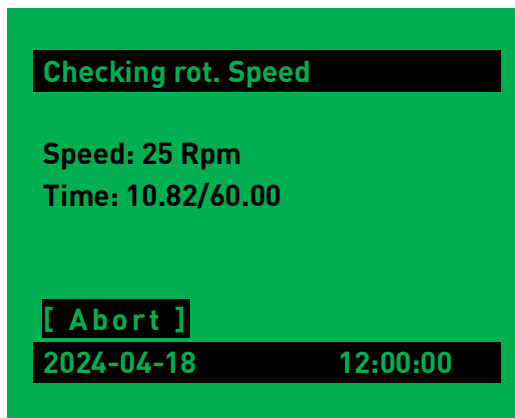 Checking rot. Speed
Speed: 25 Rpm
Time: 10.82/60.00
[ Abort ]
2024-04-18 12:00:00